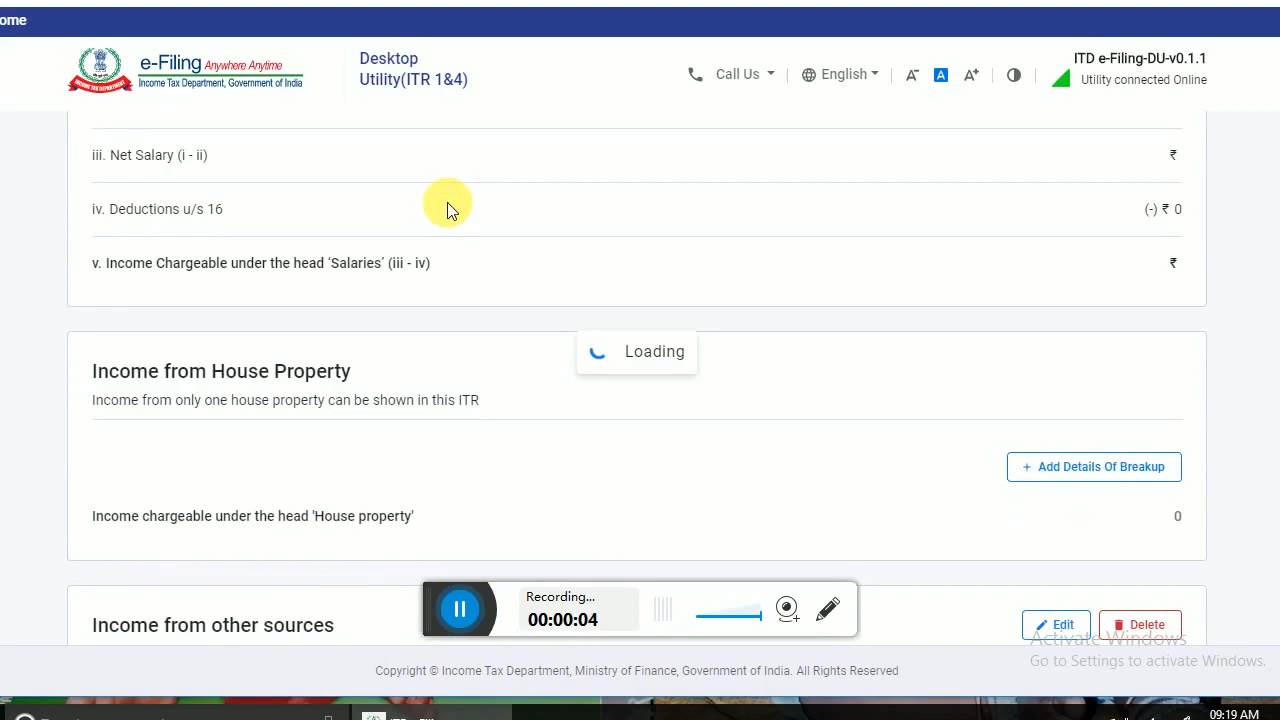 ome
e-Filing Anywhere Anytime
Income Tax Department, Government of India
Desktop
Utility(ITR 1&4)
Call Us
English
A-
A
A+
ITD e-Filing-DU-v0.1.1
Utility connected Online
iii. Net Salary (i - ii) ₹
iv. Deductions u/s 16 (-) ₹ 0
v. Income Chargeable under the head ‘Salaries’ (iii - iv) ₹
Loading
Income from House Property
Income from only one house property can be shown in this ITR
+ Add Details Of Breakup
Income chargeable under the head 'House property' 0
Recording...
00:00:04
Income from other sources
Edit
Delete
Activate Windows
Go to Settings to activate Windows.
Copyright © Income Tax Department, Ministry of Finance, Government of India. All Rights Reserved
09:19 AM